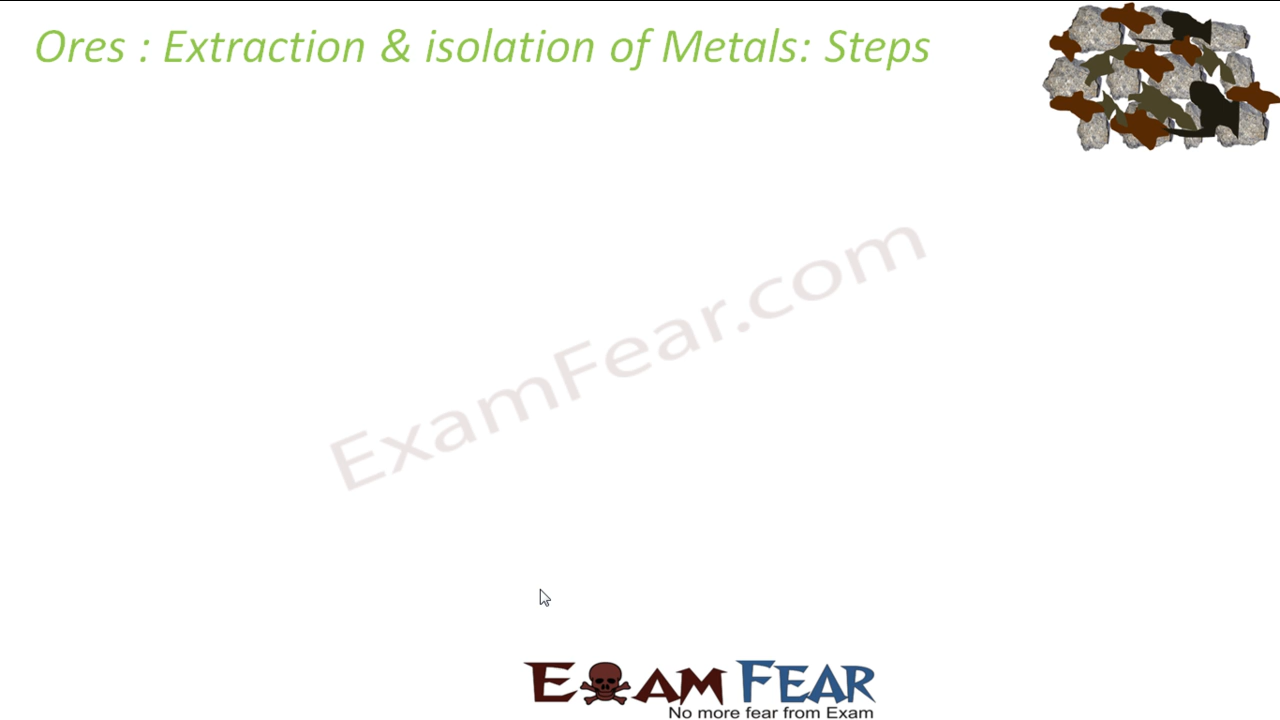 Ores : Extraction & isolation of Metals: Steps
ExamFear.com
EXAM FEAR
No more fear from Exam